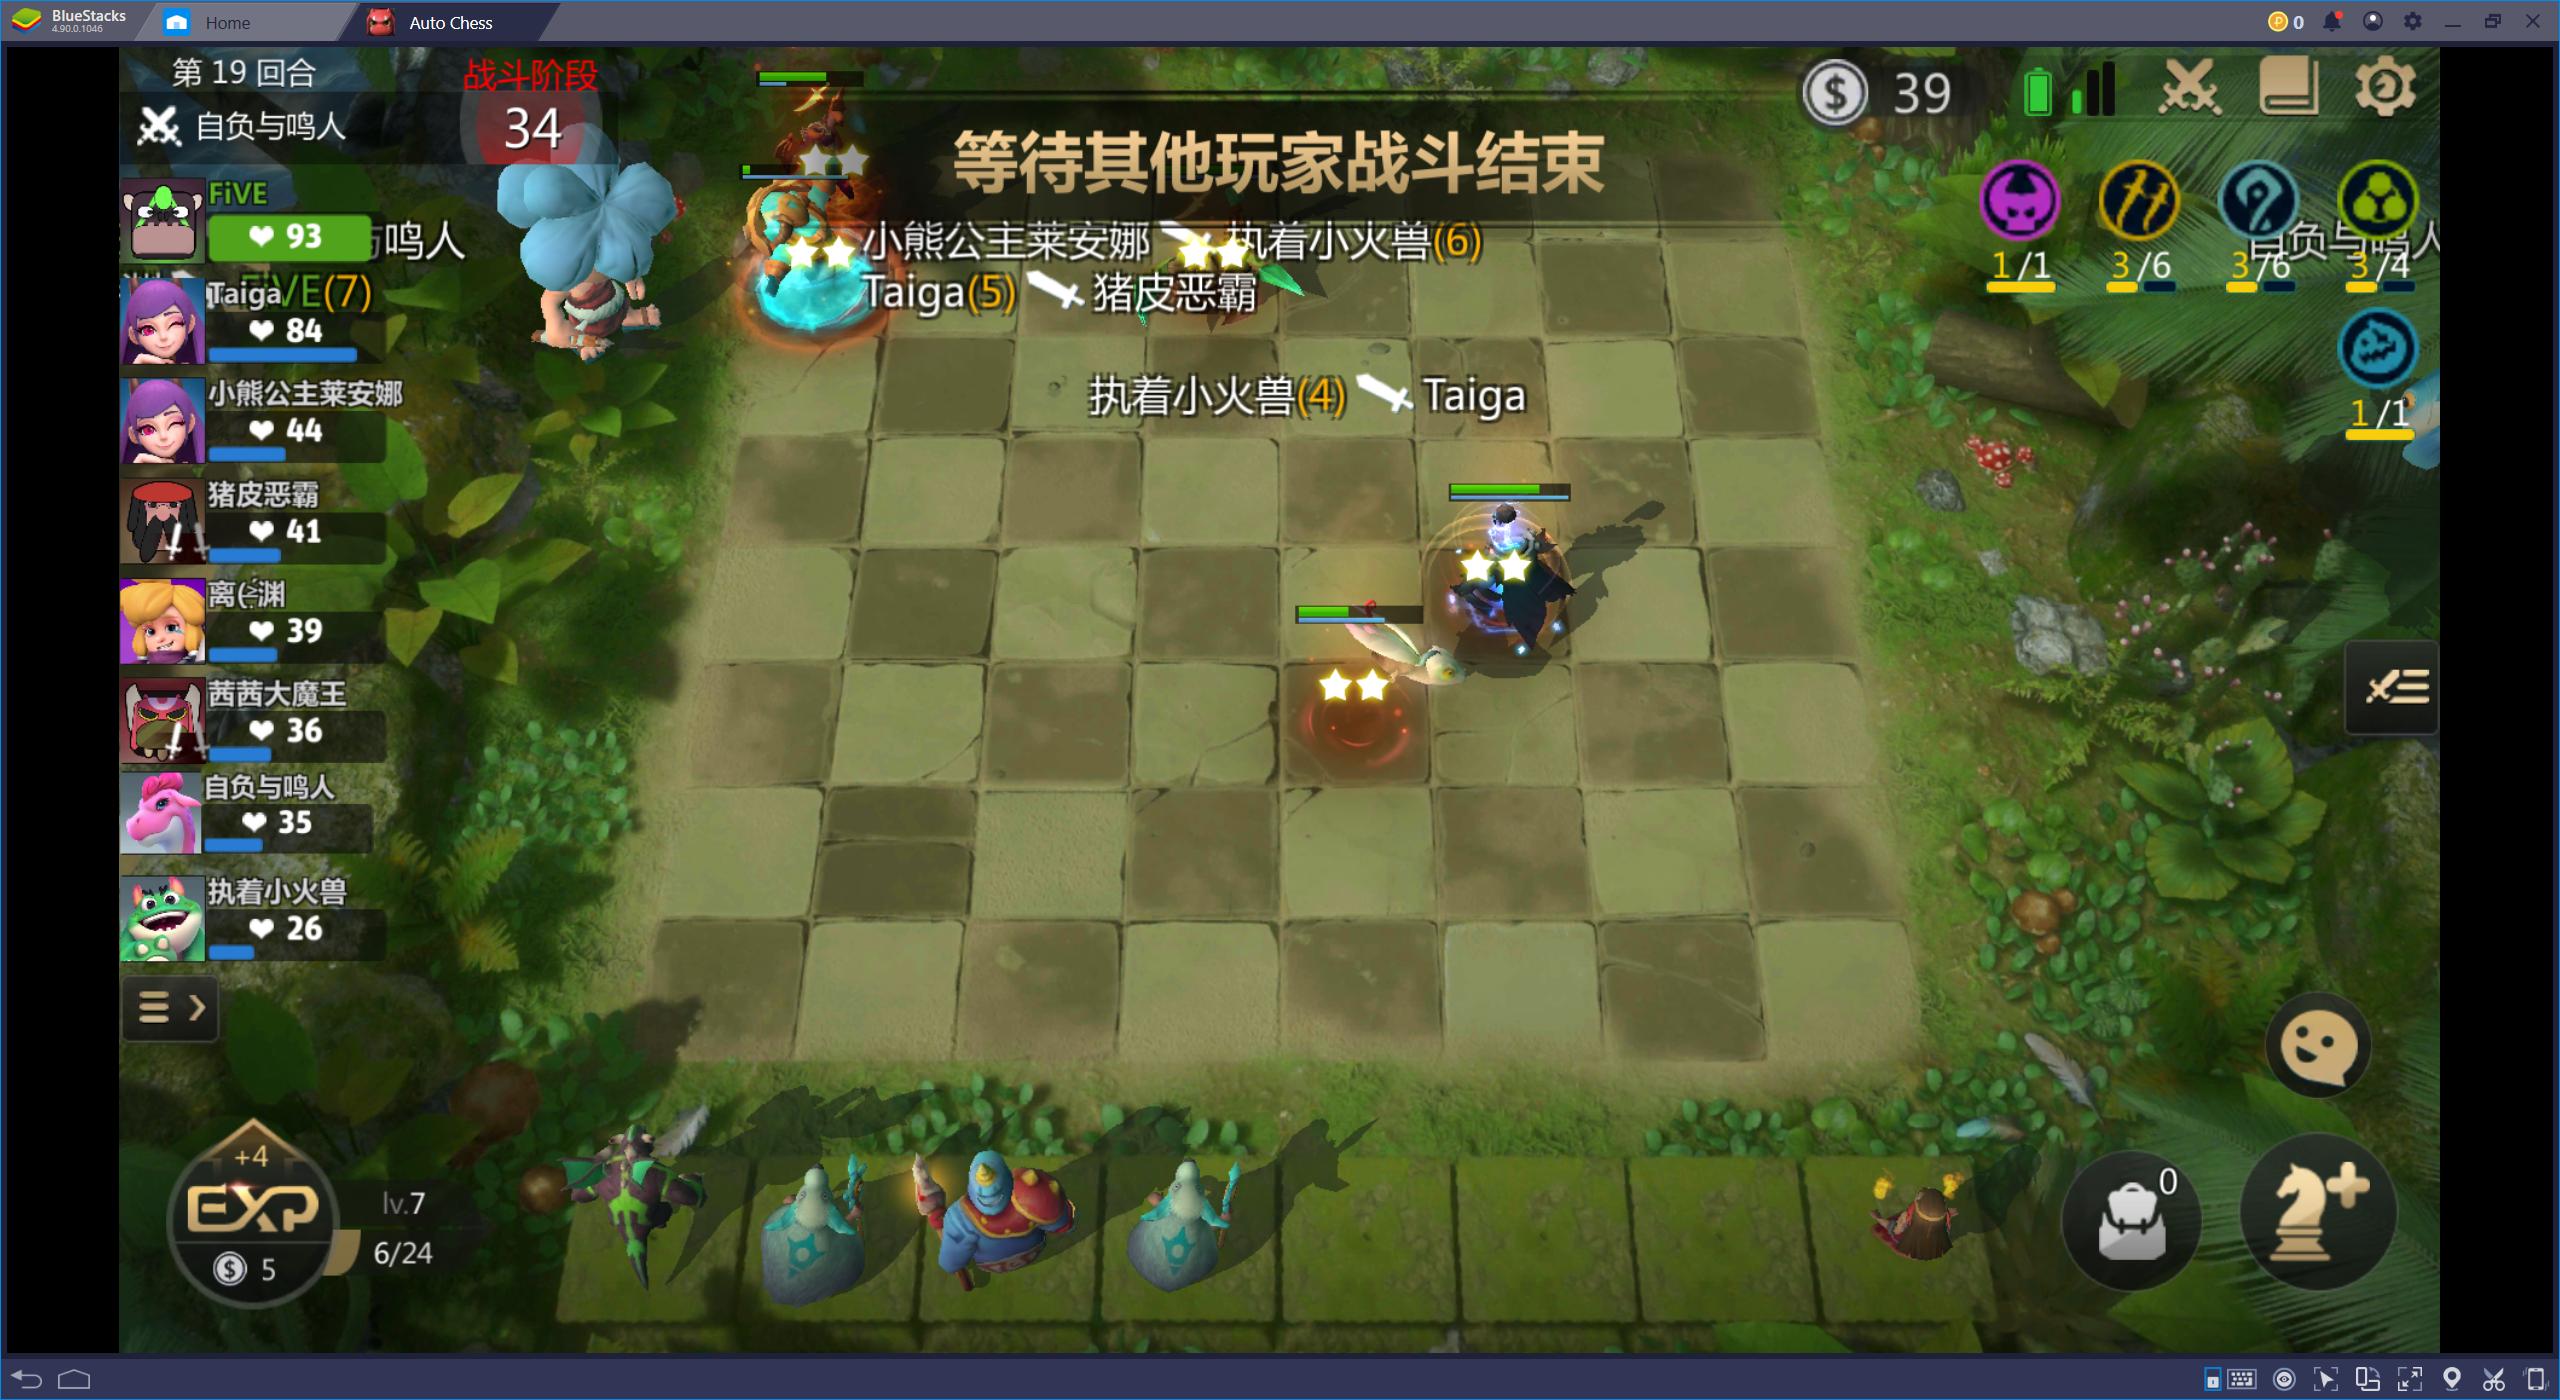 BlueStacks
4.90.0.1046
Home
Auto Chess
0
第 19 回合
战斗阶段
自负与鸣人
34
等待其他玩家战斗结束
39
FiVE
93
与鸣人
小熊公主莱安娜 执着小火兽(6)
自负与鸣人
1/1
3/6
3/6
3/4
Taiga
FiVE(7)
84
Taiga(5) 猪皮恶霸
小熊公主莱安娜
44
执着小火兽(4) Taiga
1/1
猪皮恶霸
41
39
茜茜大魔王
36
自负与鸣人
35
执着小火兽
26
+4
EXP
5
lv.7
6/24
0